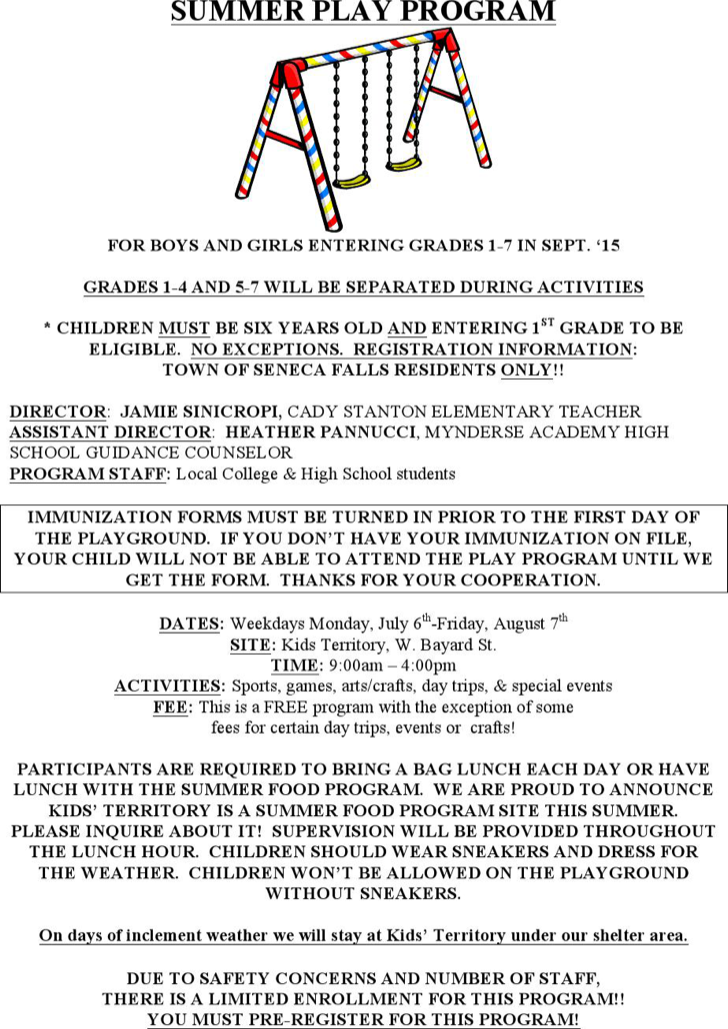 SUMMER PLAY PROGRAM
FOR BOYS AND GIRLS ENTERING GRADES 1-7 IN SEPT. ‘15
GRADES 1-4 AND 5-7 WILL BE SEPARATED DURING ACTIVITIES
* CHILDREN MUST BE SIX YEARS OLD AND ENTERING 1ST GRADE TO BE
ELIGIBLE. NO EXCEPTIONS. REGISTRATION INFORMATION:
TOWN OF SENECA FALLS RESIDENTS ONLY!!
DIRECTOR: JAMIE SINICROPI, CADY STANTON ELEMENTARY TEACHER
ASSISTANT DIRECTOR: HEATHER PANNUCCI, MYNDERSE ACADEMY HIGH
SCHOOL GUIDANCE COUNSELOR
PROGRAM STAFF: Local College & High School students
IMMUNIZATION FORMS MUST BE TURNED IN PRIOR TO THE FIRST DAY OF
THE PLAYGROUND. IF YOU DON’T HAVE YOUR IMMUNIZATION ON FILE,
YOUR CHILD WILL NOT BE ABLE TO ATTEND THE PLAY PROGRAM UNTIL WE
GET THE FORM. THANKS FOR YOUR COOPERATION.
DATES: Weekdays Monday, July 6th-Friday, August 7th
SITE: Kids Territory, W. Bayard St.
TIME: 9:00am – 4:00pm
ACTIVITIES: Sports, games, arts/crafts, day trips, & special events
FEE: This is a FREE program with the exception of some
fees for certain day trips, events or crafts!
PARTICIPANTS ARE REQUIRED TO BRING A BAG LUNCH EACH DAY OR HAVE
LUNCH WITH THE SUMMER FOOD PROGRAM. WE ARE PROUD TO ANNOUNCE
KIDS’ TERRITORY IS A SUMMER FOOD PROGRAM SITE THIS SUMMER.
PLEASE INQUIRE ABOUT IT! SUPERVISION WILL BE PROVIDED THROUGHOUT
THE LUNCH HOUR. CHILDREN SHOULD WEAR SNEAKERS AND DRESS FOR
THE WEATHER. CHILDREN WON’T BE ALLOWED ON THE PLAYGROUND
WITHOUT SNEAKERS.
On days of inclement weather we will stay at Kids’ Territory under our shelter area.
DUE TO SAFETY CONCERNS AND NUMBER OF STAFF,
THERE IS A LIMITED ENROLLMENT FOR THIS PROGRAM!!
YOU MUST PRE-REGISTER FOR THIS PROGRAM!